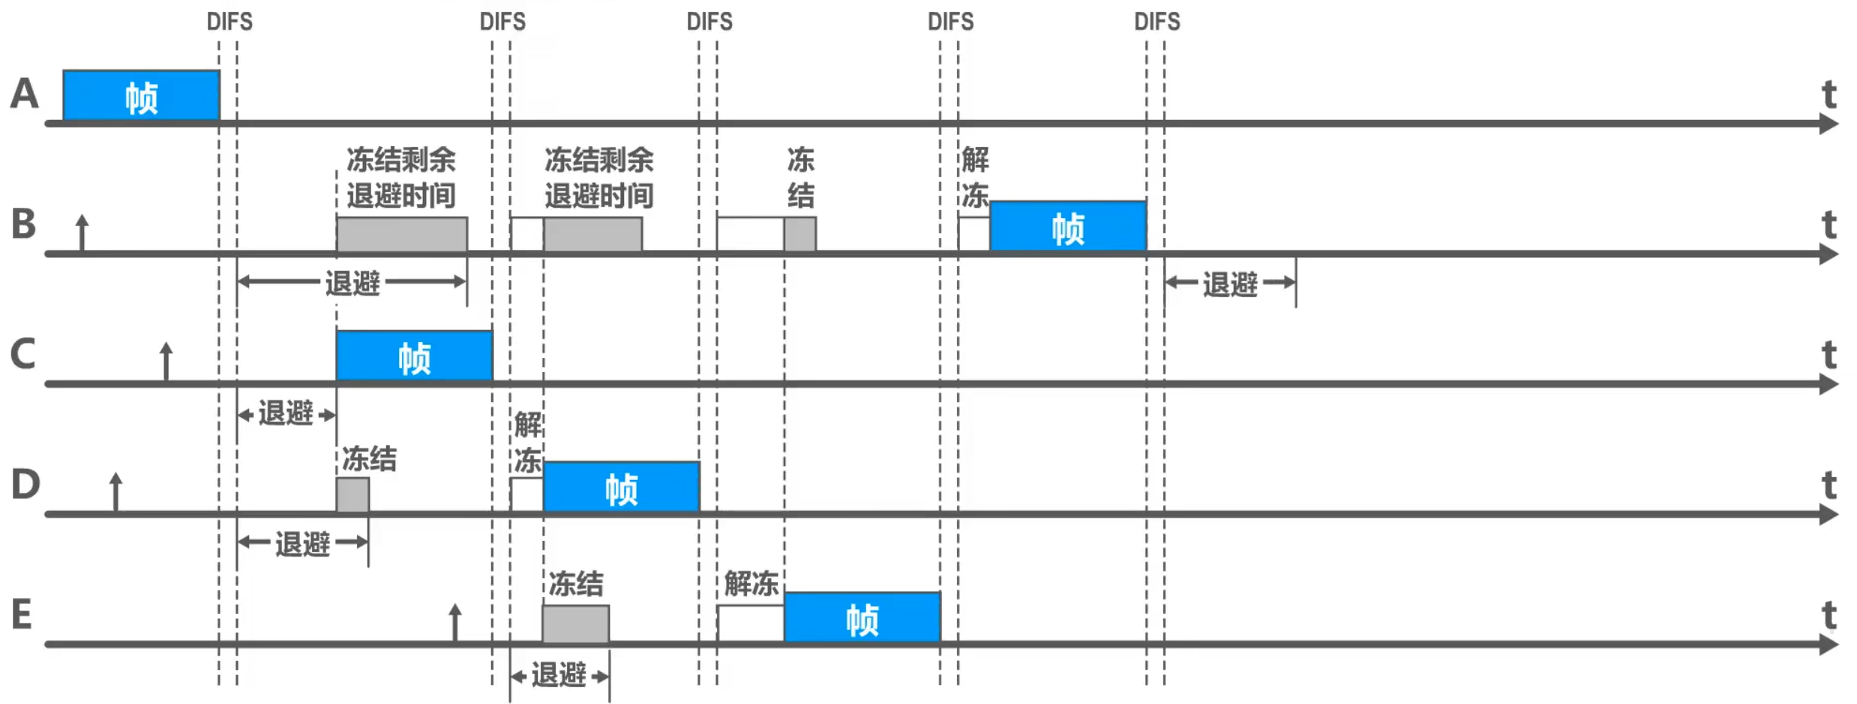 DIFS DIFS DIFS DIFS DIFS
A 帧 t
冻结剩余 冻结剩余 冻 解
退避时间 退避时间 结 冻
B 帧 t
退避 退避
C 帧 t
退避 解
冻结 冻
D 帧 t
退避
冻结 解冻
E 帧 t
退避